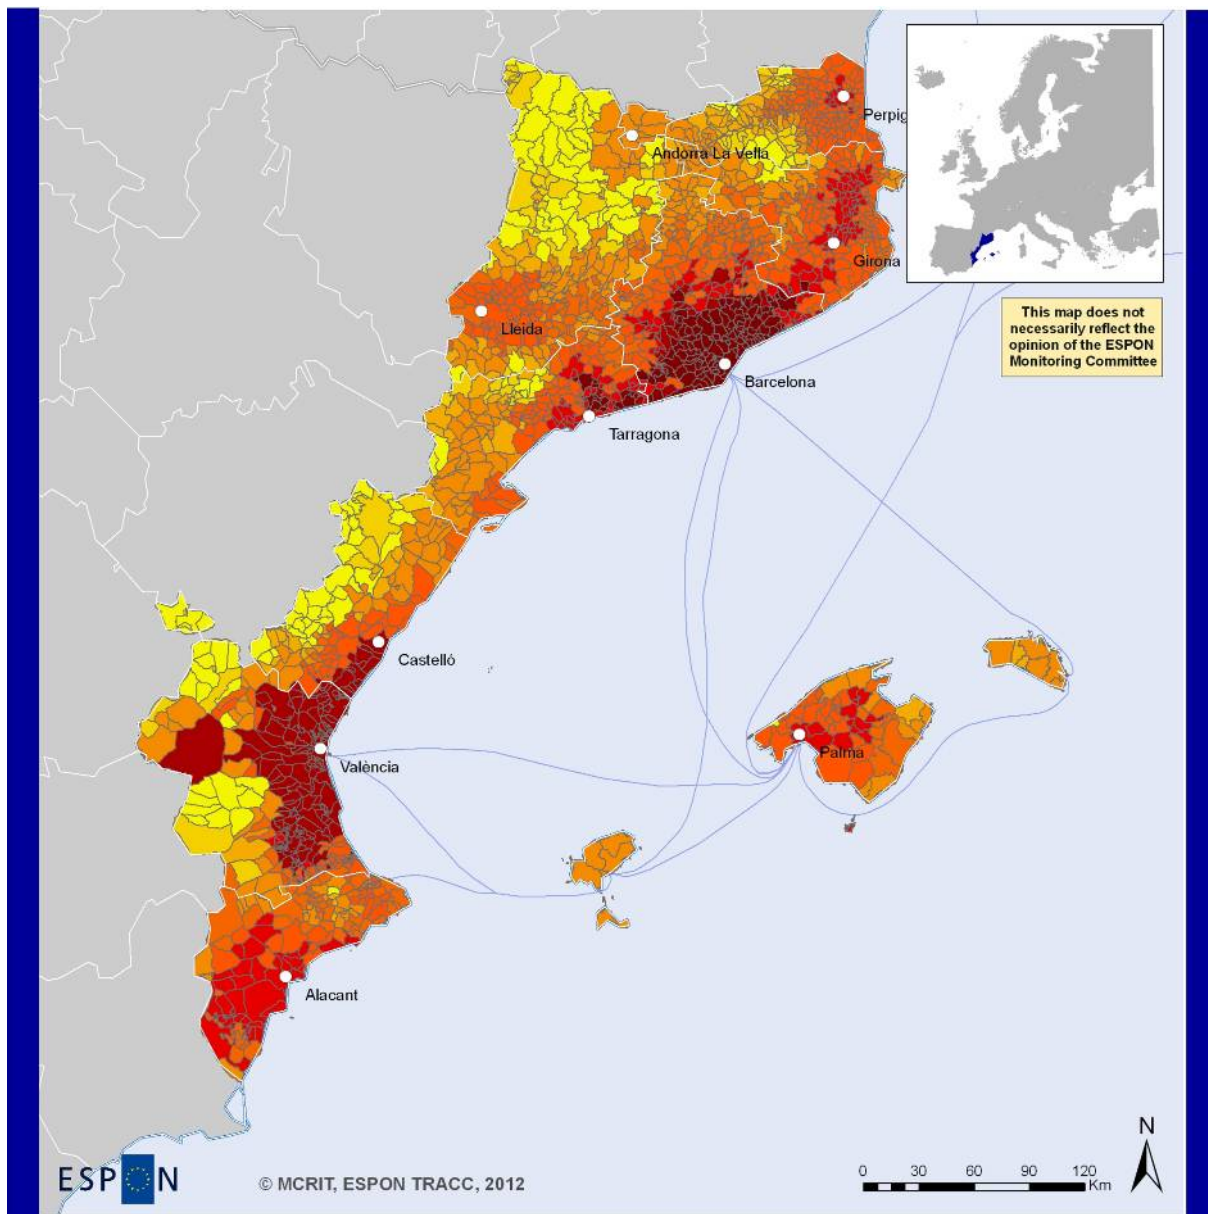 Perpig
Andorra La Vella
Girona
This map does not
necessarily reflect the
opinion of the ESPON
Monitoring Committee
Lleida
Barcelona
Tarragona
Castelló
València
Palma
Alacant
N
ESPON
© MCRIT, ESPON TRACC, 2012
0 30 60 90 120
Km